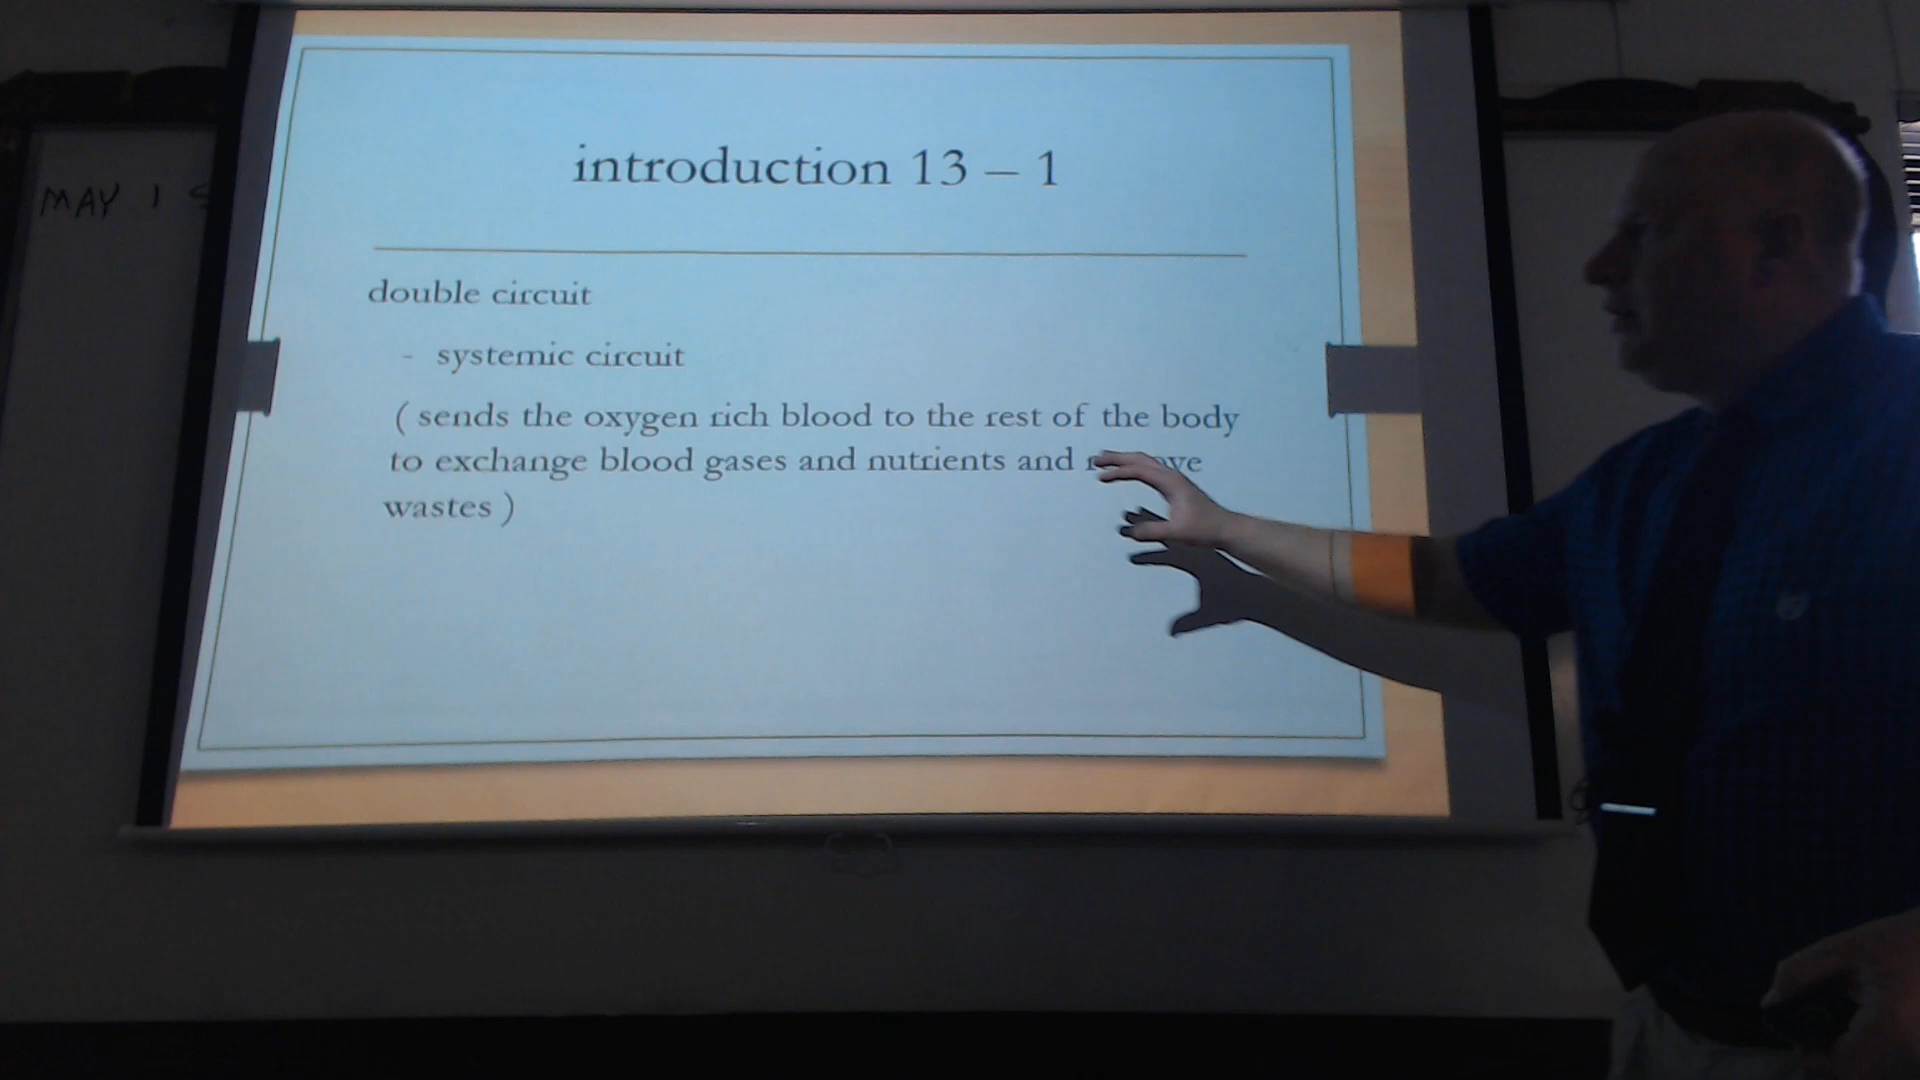 MAY 1
introduction 13 – 1
double circuit
- systemic circuit
( sends the oxygen rich blood to the rest of the body
to exchange blood gases and nutrients and
wastes )